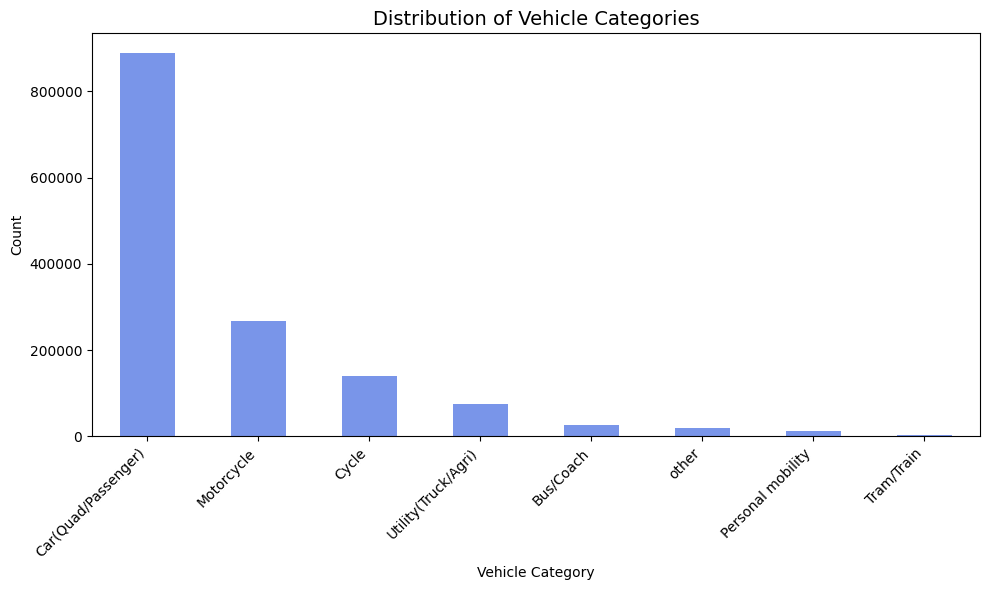 Distribution of Vehicle Categories
Count
800000
600000
400000
200000
0
Car(Quad/Passenger)
Motorcycle
Cycle
Utility(Truck/Agri)
Bus/Coach
other
Personal mobility
Tram/Train
Vehicle Category